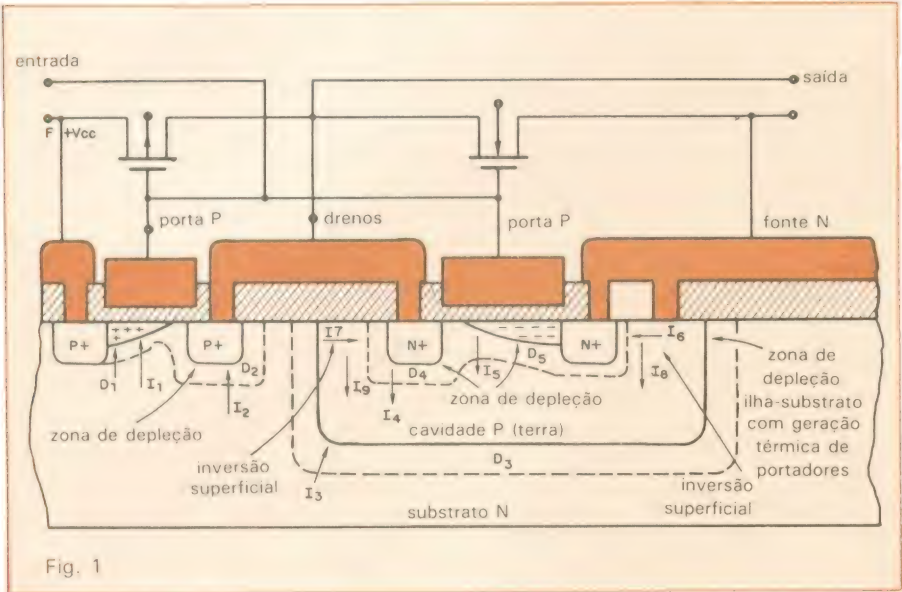 entrada
saída
F +Vcc
porta P
drenos
porta P
fonte N
P+
+++
P+
I7
N+
N+
I6
D1
I1
D2
I2
D4
I9
I4
I5
D5
I8
zona de depleção
zona de depleção
cavidade P (terra)
zona de
depleção
ilha-substrato
com geração
térmica de
portadores
inversão
superficial
I3
D3
inversão
superficial
substrato N
Fig. 1